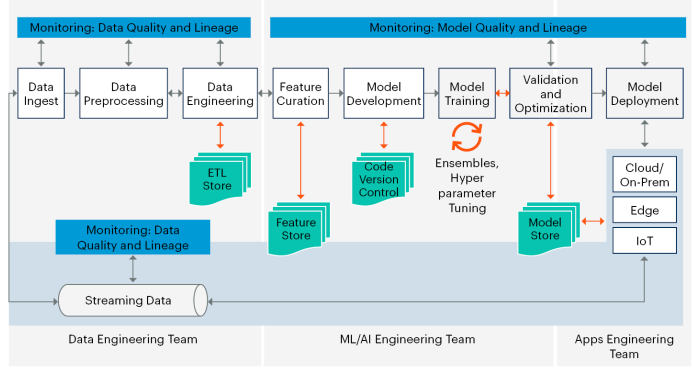 Monitoring: Data Quality and Lineage
Monitoring: Model Quality and Lineage
Data
Ingest
Data
Preprocessing
Data
Engineering
Feature
Curation
Model
Development
Model
Training
Validation
and
Optimization
Model
Deployment
ETL
Store
Code
Version
Control
Ensembles,
Hyper
parameter
Tuning
Cloud/
On-Prem
Edge
IoT
Feature
Store
Model
Store
Monitoring: Data
Quality and Lineage
Streaming Data
Data Engineering Team
ML/AI Engineering Team
Apps Engineering
Team